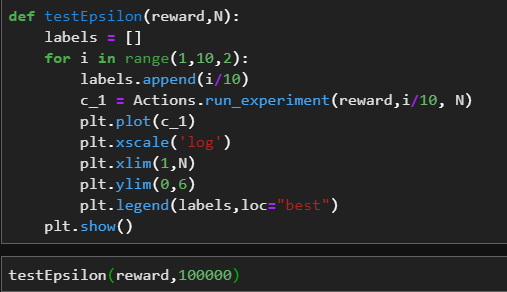 def testEpsilon(reward,N):
    labels = []
    for i in range(1,10,2):
        labels.append(i/10)
        c_1 = Actions.run_experiment(reward,i/10, N)
        plt.plot(c_1)
        plt.xscale('log')
        plt.xlim(1,N)
        plt.ylim(0,6)
        plt.legend(labels,loc="best")
    plt.show()
testEpsilon(reward,100000)